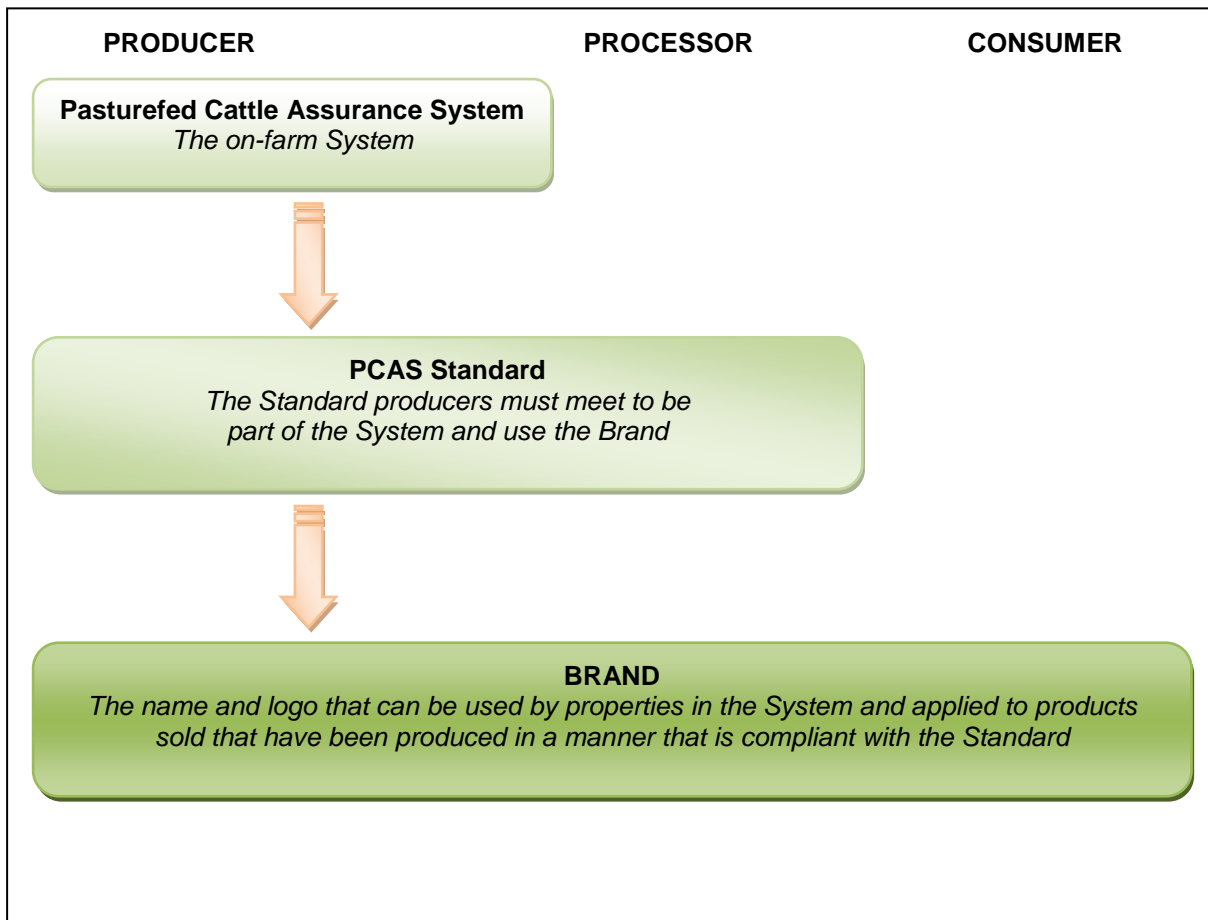 PRODUCER PROCESSOR CONSUMER
Pasturefed Cattle Assurance System
The on-farm System
PCAS Standard
The Standard producers must meet to be
part of the System and use the Brand
BRAND
The name and logo that can be used by properties in the System and applied to products
sold that have been produced in a manner that is compliant with the Standard